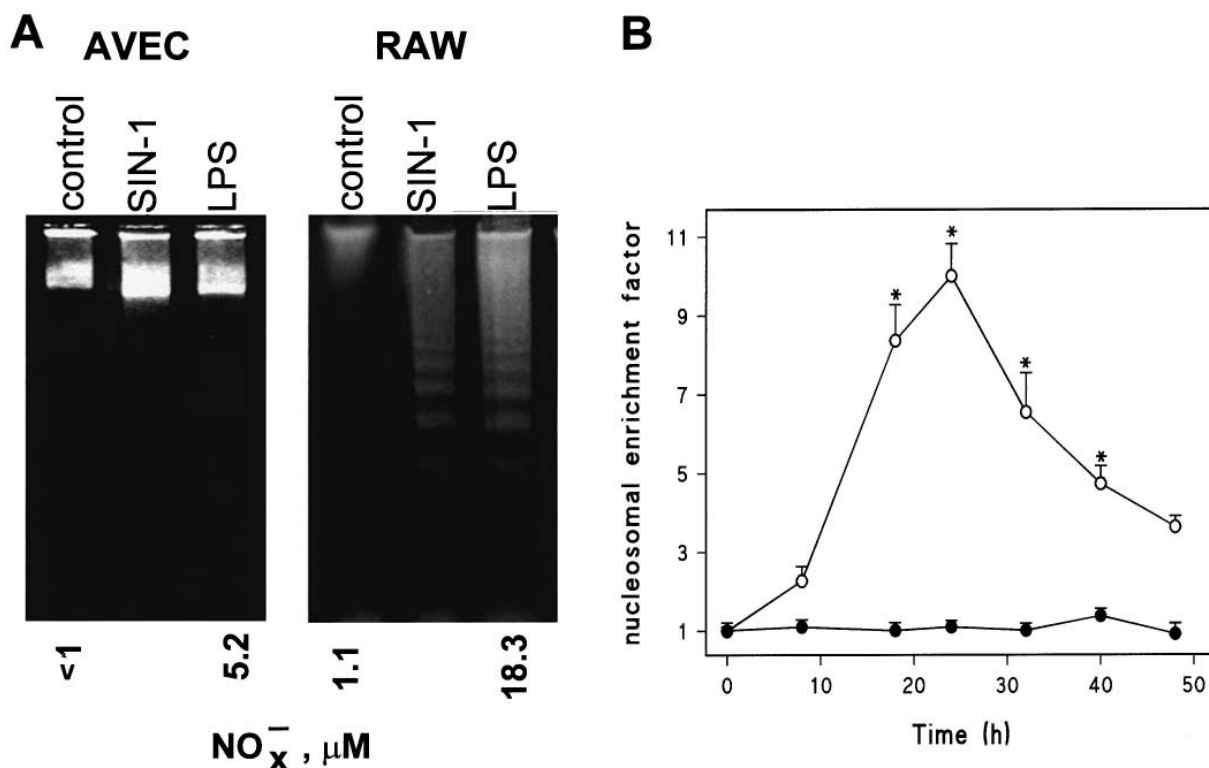 A
AVEC
RAW
control
SIN-1
LPS
control
SIN-1
LPS
<1
5.2
1.1
18.3
NOx‾, μM
B
nucleosomal enrichment factor
11
9
7
5
3
1
*
*
*
*
0
10
20
30
40
50
Time (h)